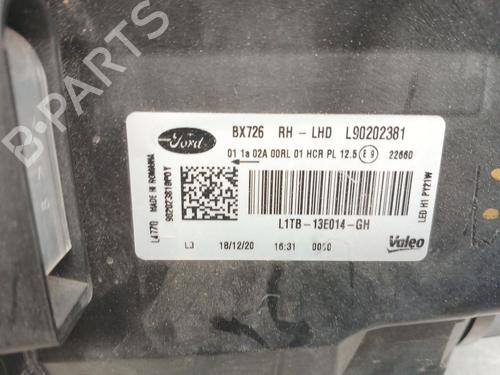 Ford
BX726 RH - LHD L90202381
01 1a 02A 00RL 01 HCR PL 12.5 E9 22660
L4770 MADE IN ROMANIA
LED H1 PY21W
L1TB-13E014-GH
L3 18/12/20 16:31
Valeo
B-PARTS